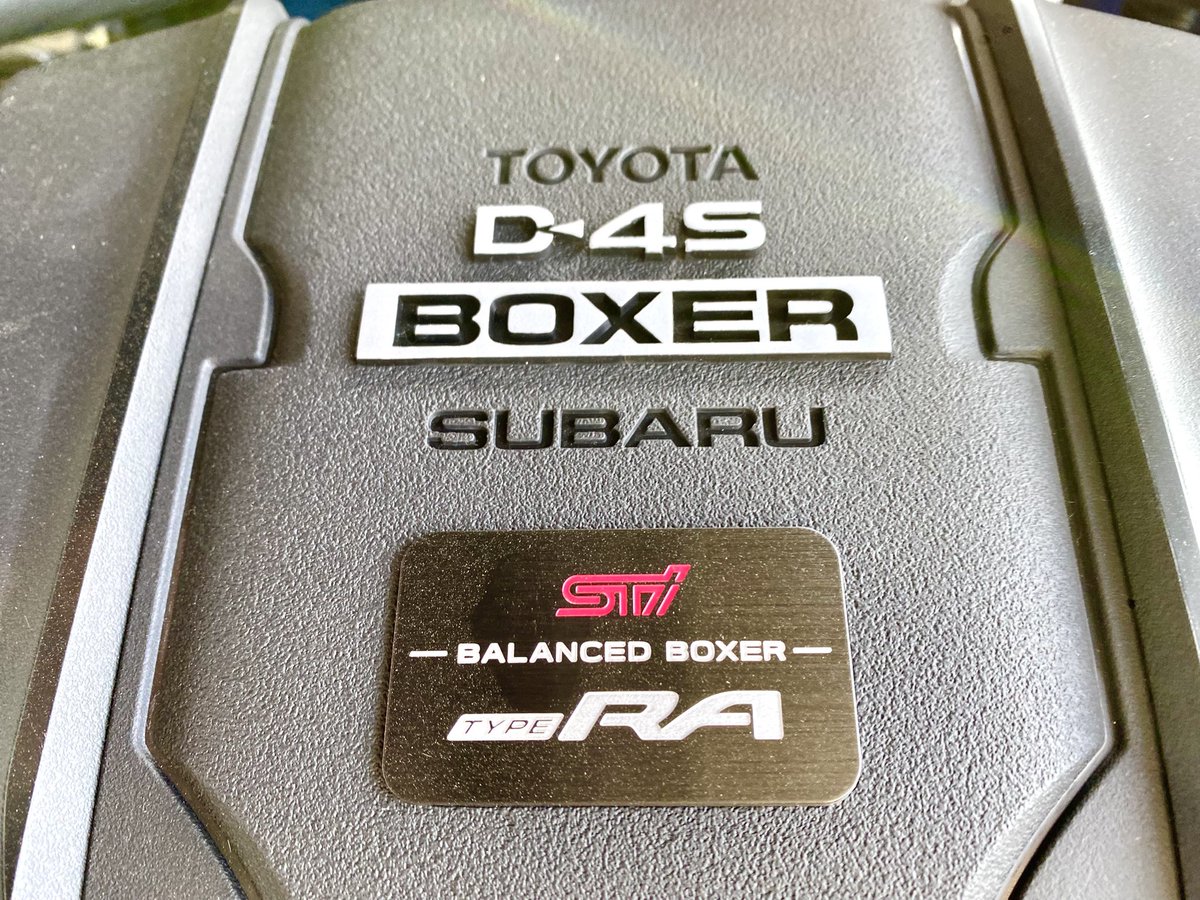 TOYOTA
D-4S
BOXER
SUBARU
STI
— BALANCED BOXER —
TYPE RA